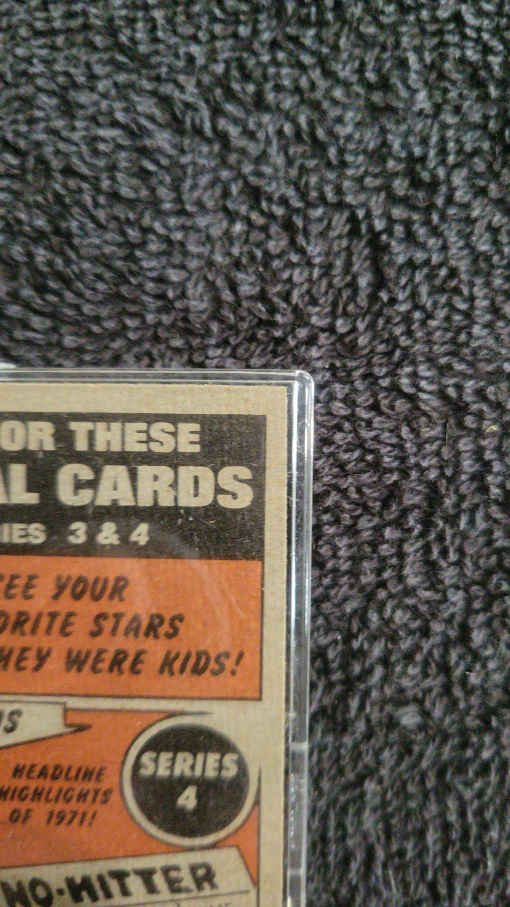 OR THESE
L CARDS
IES 3 & 4
EE YOUR
ORITE STARS
HEY WERE KIDS!
S
HEADLINE
HIGHLIGHTS
OF 1971!
SERIES
4
NO-HITTER